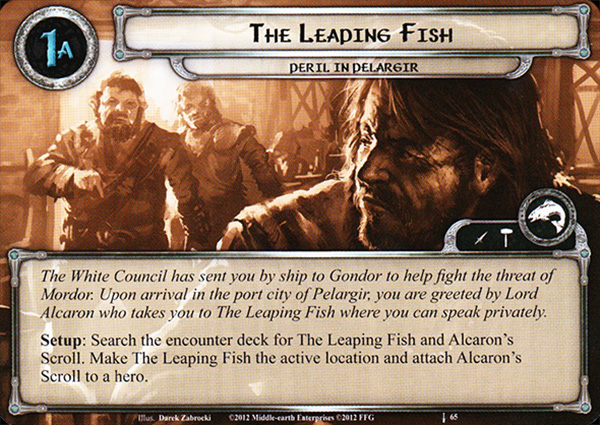 1A
THE LEAPING FISH
PERIL IN PELARGIR
The White Council has sent you by ship to Gondor to help fight the threat of
Mordor. Upon arrival in the port city of Pelargir, you are greeted by Lord
Alcaron who takes you to The Leaping Fish where you can speak privately.
Setup: Search the encounter deck for The Leaping Fish and Alcaron's
Scroll. Make The Leaping Fish the active location and attach Alcaron's
Scroll to a hero.
Illus. Darek Zabrocki ©2012 Middle-earth Enterprises ©2012 FFG 65